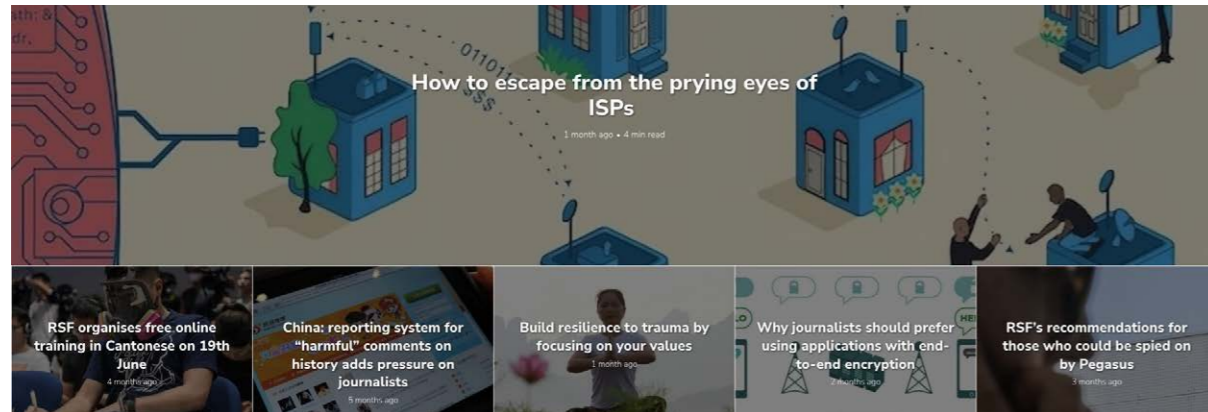 ath: &
dr,
01101
$$$
How to escape from the prying eyes of
ISPs
1 month ago • 4 min read
RSF organises free online
training in Cantonese on 19th
June
4 months ago
China: reporting system for
“harmful” comments on
history adds pressure on
journalists
5 months ago
Build resilience to trauma by
focusing on your values
1 month ago
Why journalists should prefer
using applications with end-
to-end encryption
2 months ago
RSF's recommendations for
those who could be spied on
by Pegasus
3 months ago